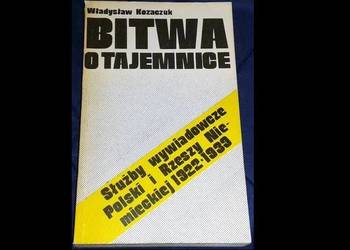 Władysław Kozaczuk
BITWA
O TAJEMNICE
Służby wywiadowcze
Polski i Rzeszy Nie-
mieckiej 1922-1939